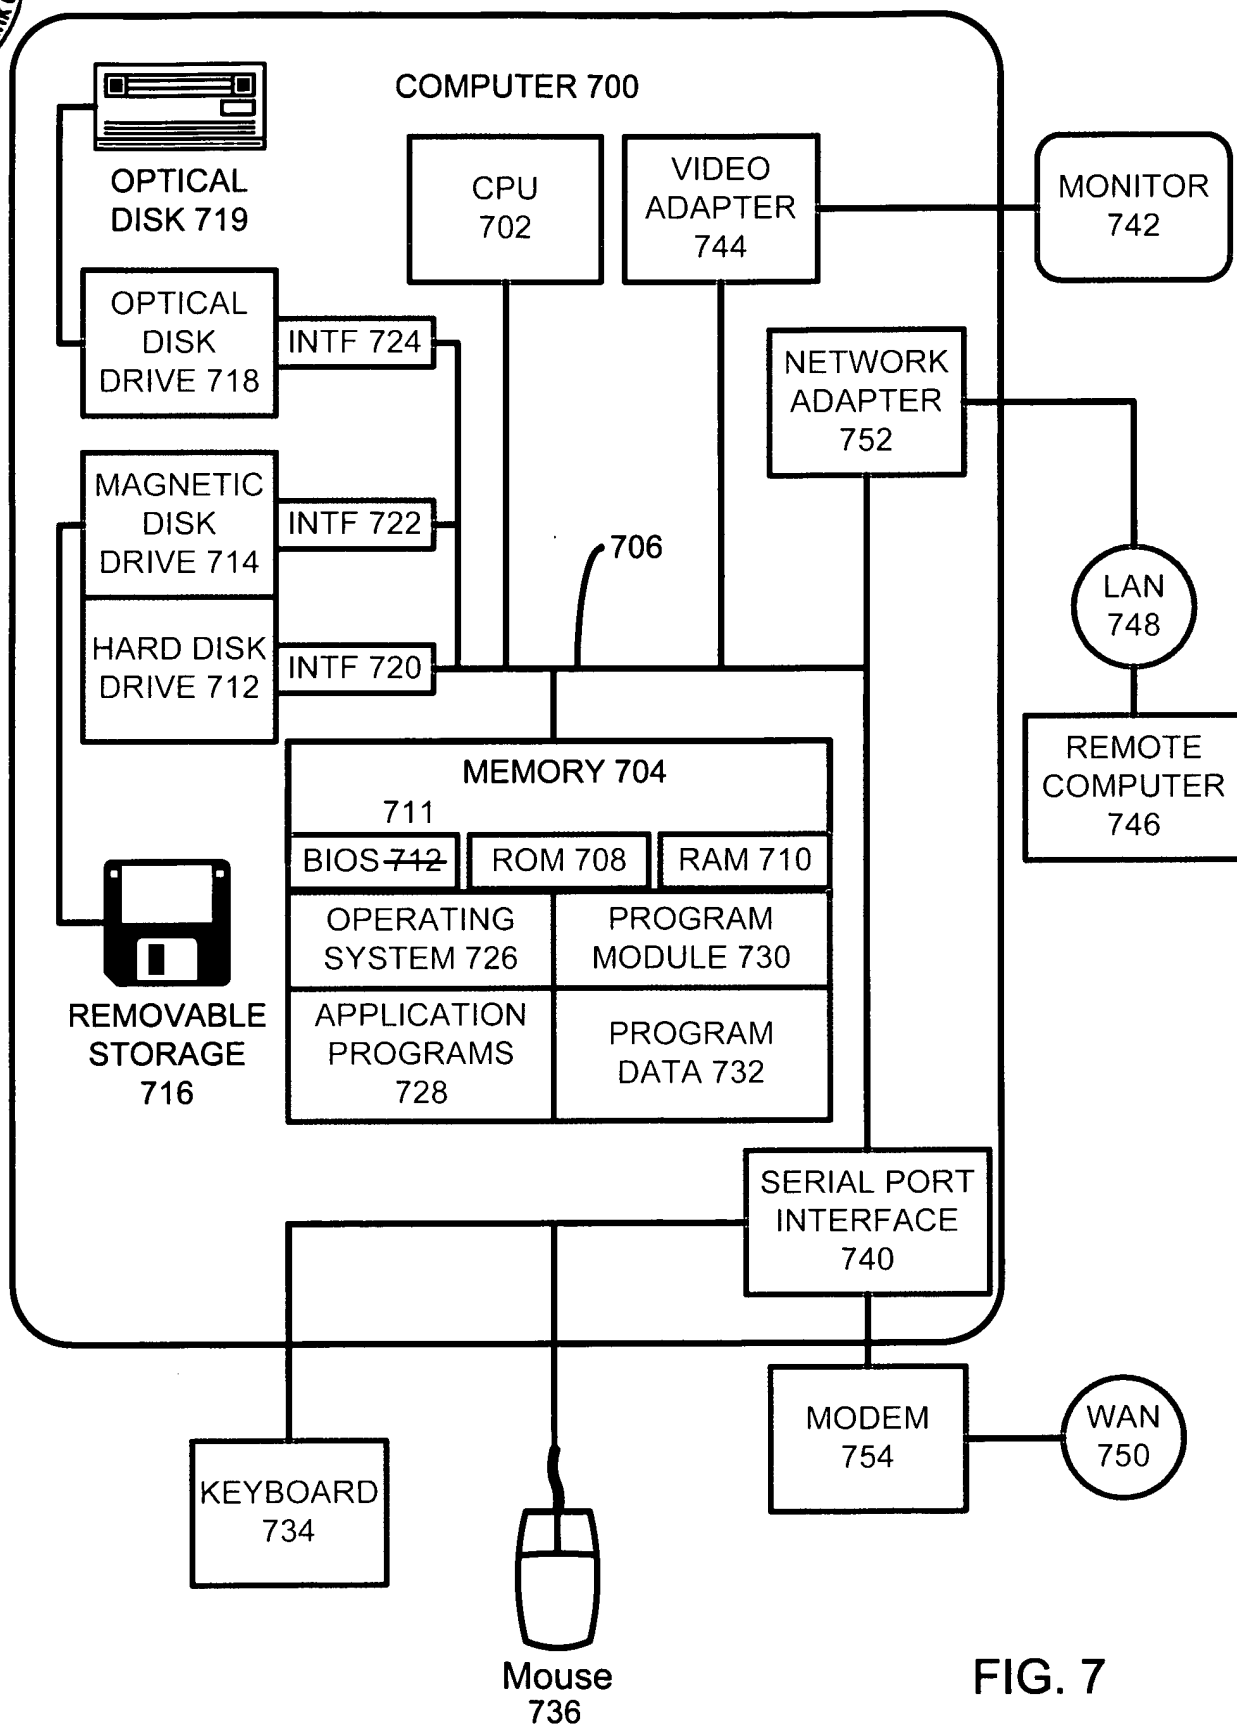 COMPUTER 700
OPTICAL
DISK 719
CPU
702
VIDEO
ADAPTER
744
MONITOR
742
OPTICAL
DISK
DRIVE 718
INTF 724
NETWORK
ADAPTER
752
MAGNETIC
DISK
DRIVE 714
INTF 722
706
LAN
748
HARD DISK
DRIVE 712
INTF 720
REMOTE
COMPUTER
746
MEMORY 704
711
BIOS 712
ROM 708
RAM 710
OPERATING
SYSTEM 726
PROGRAM
MODULE 730
APPLICATION
PROGRAMS
728
PROGRAM
DATA 732
REMOVABLE
STORAGE
716
SERIAL PORT
INTERFACE
740
MODEM
754
WAN
750
KEYBOARD
734
Mouse
736
FIG. 7